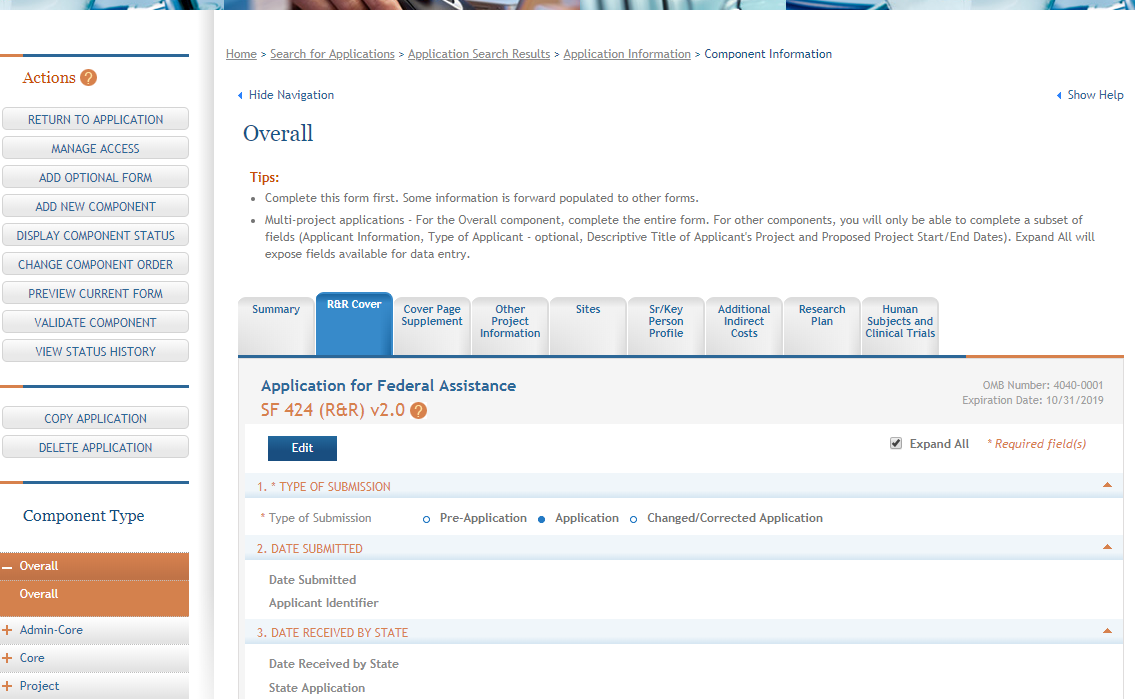 Home > Search for Applications > Application Search Results > Application Information > Component Information
Hide Navigation
Show Help
Actions ?
RETURN TO APPLICATION
MANAGE ACCESS
ADD OPTIONAL FORM
ADD NEW COMPONENT
DISPLAY COMPONENT STATUS
CHANGE COMPONENT ORDER
PREVIEW CURRENT FORM
VALIDATE COMPONENT
VIEW STATUS HISTORY
COPY APPLICATION
DELETE APPLICATION
Component Type
Overall
Overall
Admin-Core
Core
Project
Overall
Tips:
• Complete this form first. Some information is forward populated to other forms.
• Multi-project applications - For the Overall component, complete the entire form. For other components, you will only be able to complete a subset of
fields (Applicant Information, Type of Applicant - optional, Descriptive Title of Applicant's Project and Proposed Project Start/End Dates). Expand All will
expose fields available for data entry.
Summary
R&R Cover
Cover Page
Supplement
Other
Project
Information
Sites
Sr/Key
Person
Profile
Additional
Indirect
Costs
Research
Plan
Human
Subjects and
Clinical Trials
Application for Federal Assistance
SF 424 (R&R) v2.0 ?
OMB Number: 4040-0001
Expiration Date: 10/31/2019
Edit
Expand All
* Required field(s)
1. * TYPE OF SUBMISSION
* Type of Submission
Pre-Application
Application
Changed/Corrected Application
2. DATE SUBMITTED
Date Submitted
Applicant Identifier
3. DATE RECEIVED BY STATE
Date Received by State
State Application